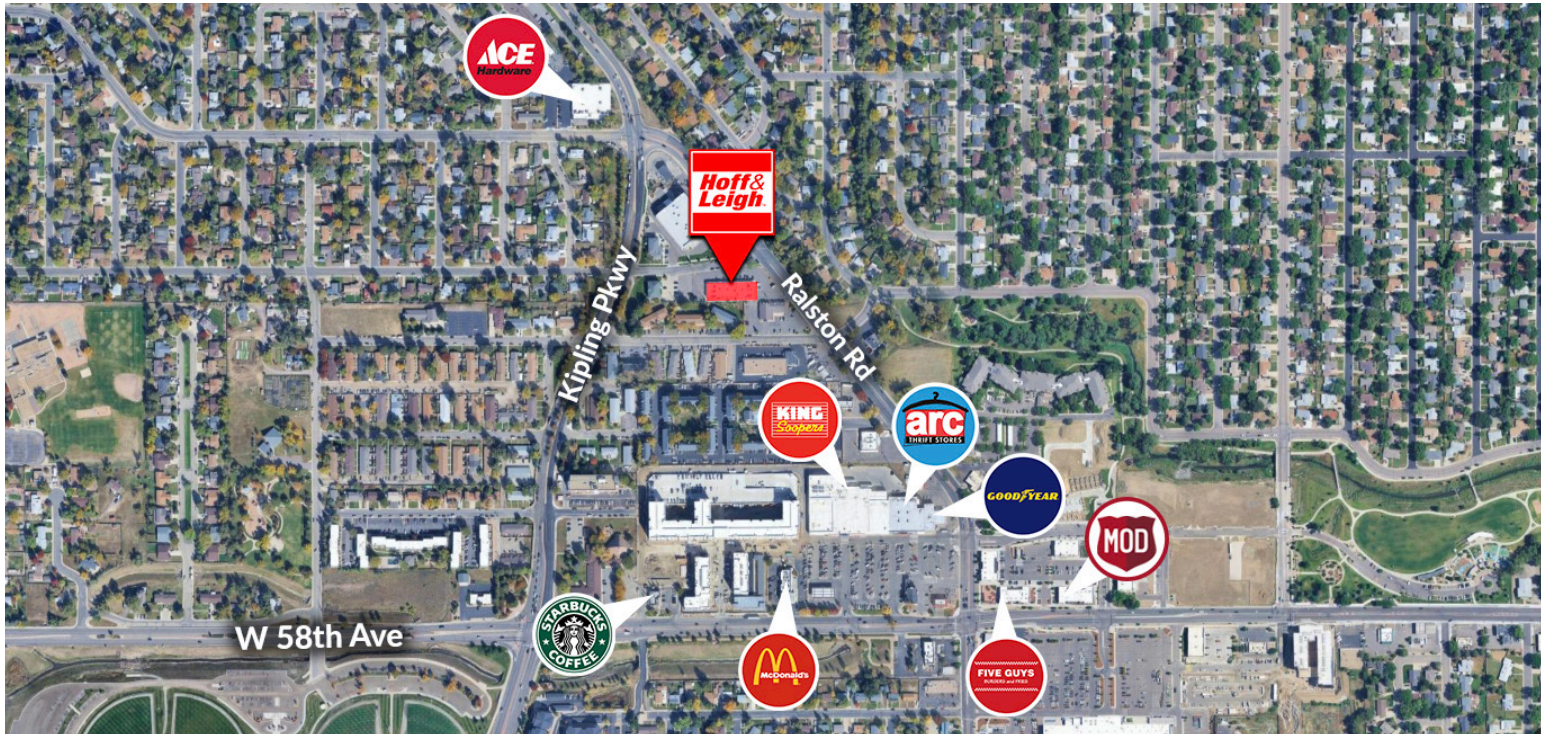 ACE
Hardware
Hoff&
Leigh
Kipling Pkwy
Ralston Rd
KING
Soopers
arc
THRIFT STORES
GOODYEAR
MOD
STARBUCKS
COFFEE
W 58th Ave
McDonald's
FIVE GUYS
BURGERS and FRIES